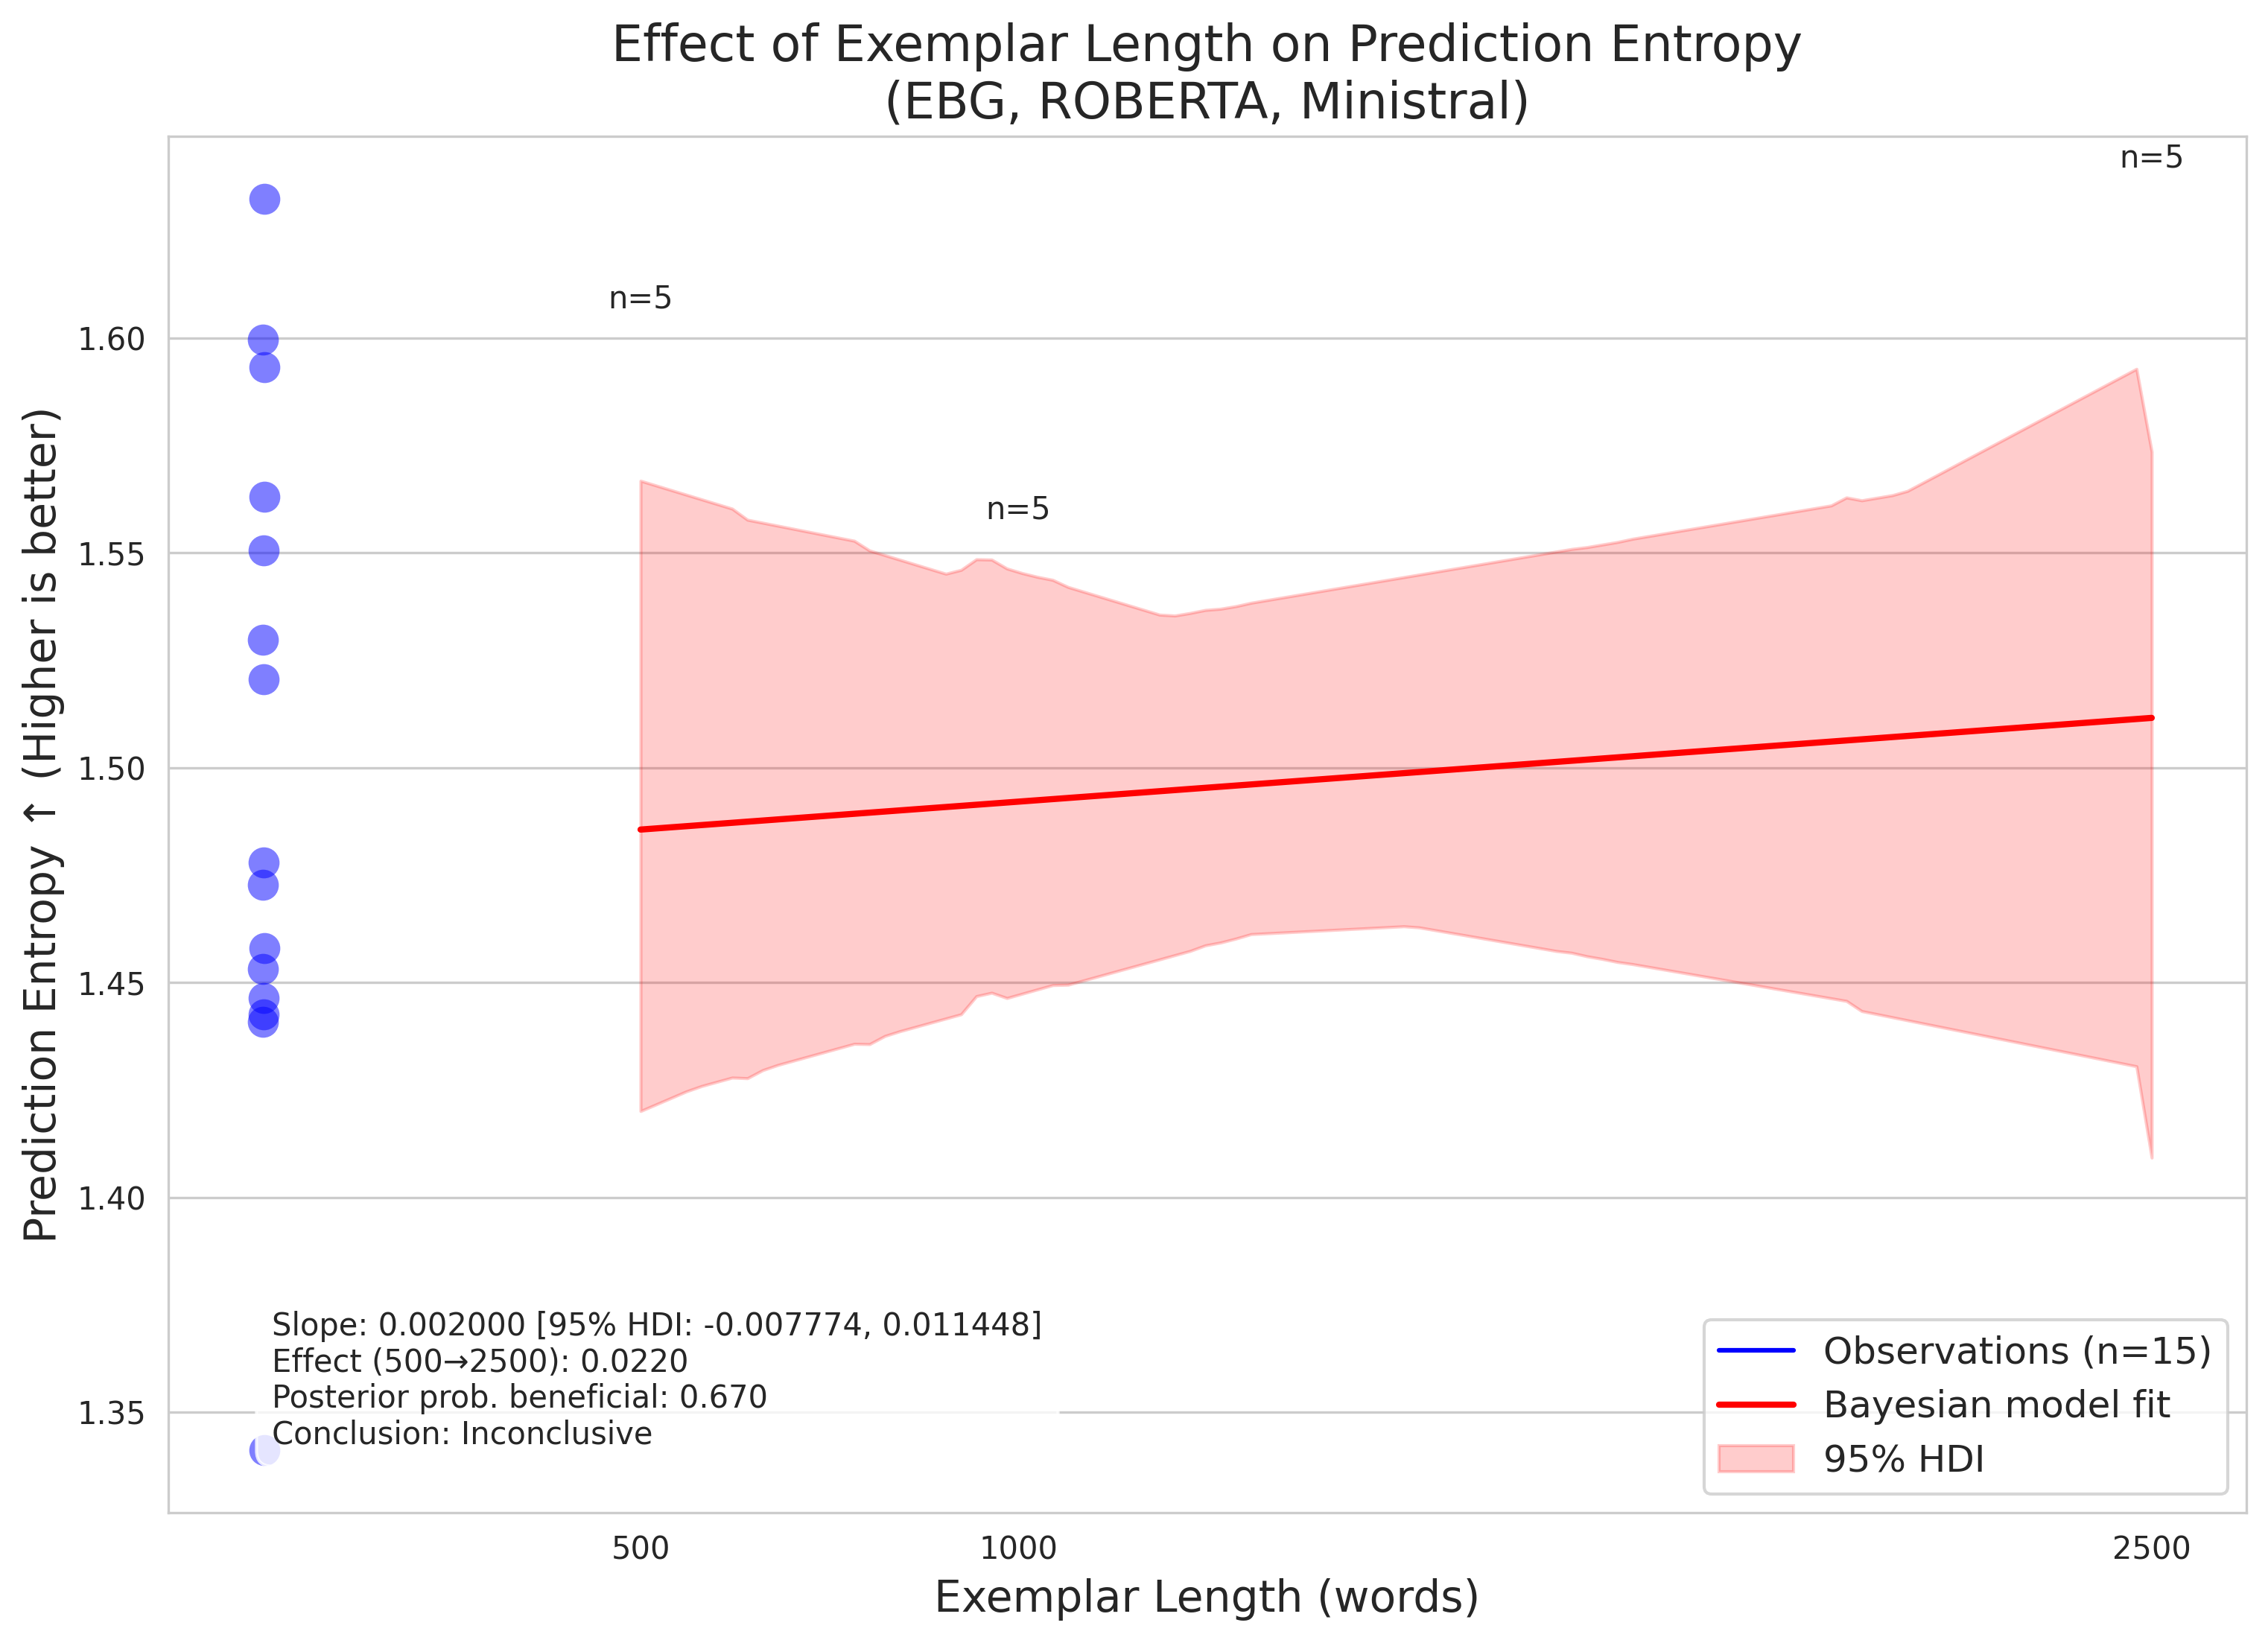 Effect of Exemplar Length on Prediction Entropy
(EBG, ROBERTA, Ministral)
Prediction Entropy ↑ (Higher is better)
1.60
1.55
1.50
1.45
1.40
1.35
n=5
n=5
n=5
Slope: 0.002000 [95% HDI: -0.007774, 0.011448]
Effect (500→2500): 0.0220
Posterior prob. beneficial: 0.670
Conclusion: Inconclusive
Observations (n=15)
Bayesian model fit
95% HDI
500
1000
2500
Exemplar Length (words)